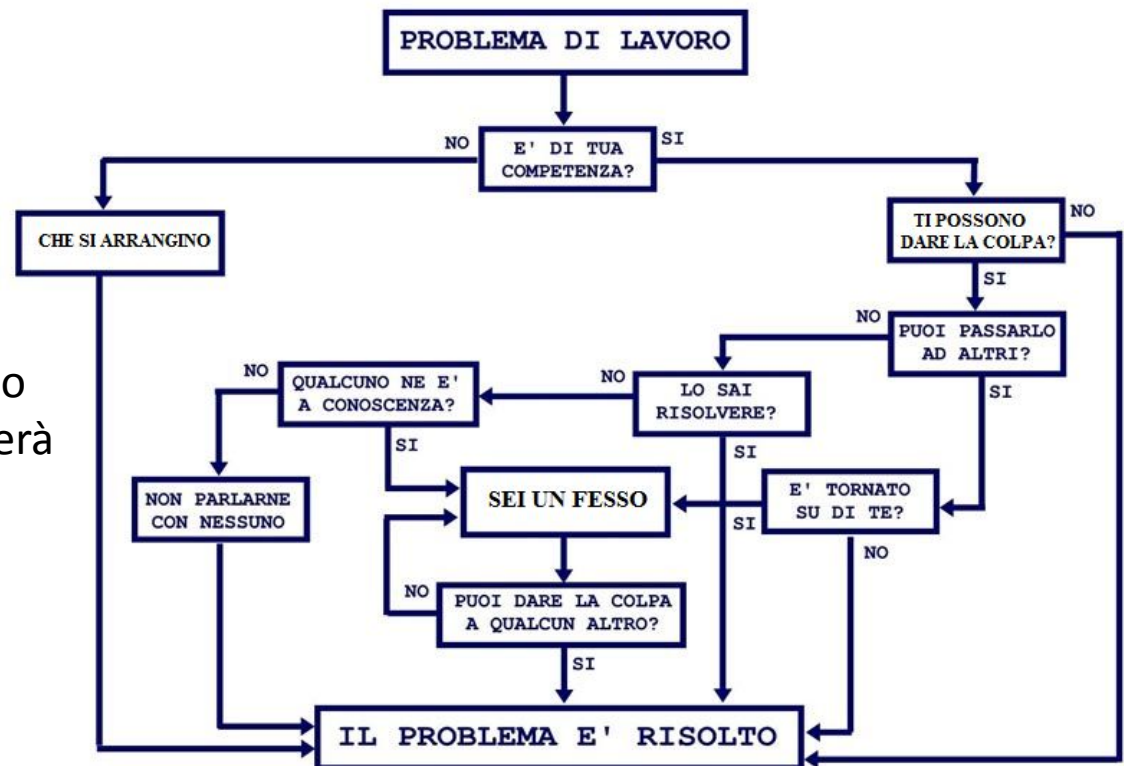 PROBLEMA DI LAVORO
NO
E' DI TUA
COMPETENZA?
SI
CHE SI ARRANGINO
TI POSSONO
DARE LA COLPA?
NO
SI
NO
PUOI PASSARLO
AD ALTRI?
SI
o
erà
NO
QUALCUNO NE E'
A CONOSCENZA?
SI
NO
LO SAI
RISOLVERE?
SI
NON PARLARNE
CON NESSUNO
SEI UN FESSO
SI
E' TORNATO
SU DI TE?
NO
NO
PUOI DARE LA COLPA
A QUALCUN ALTRO?
SI
IL PROBLEMA E' RISOLTO